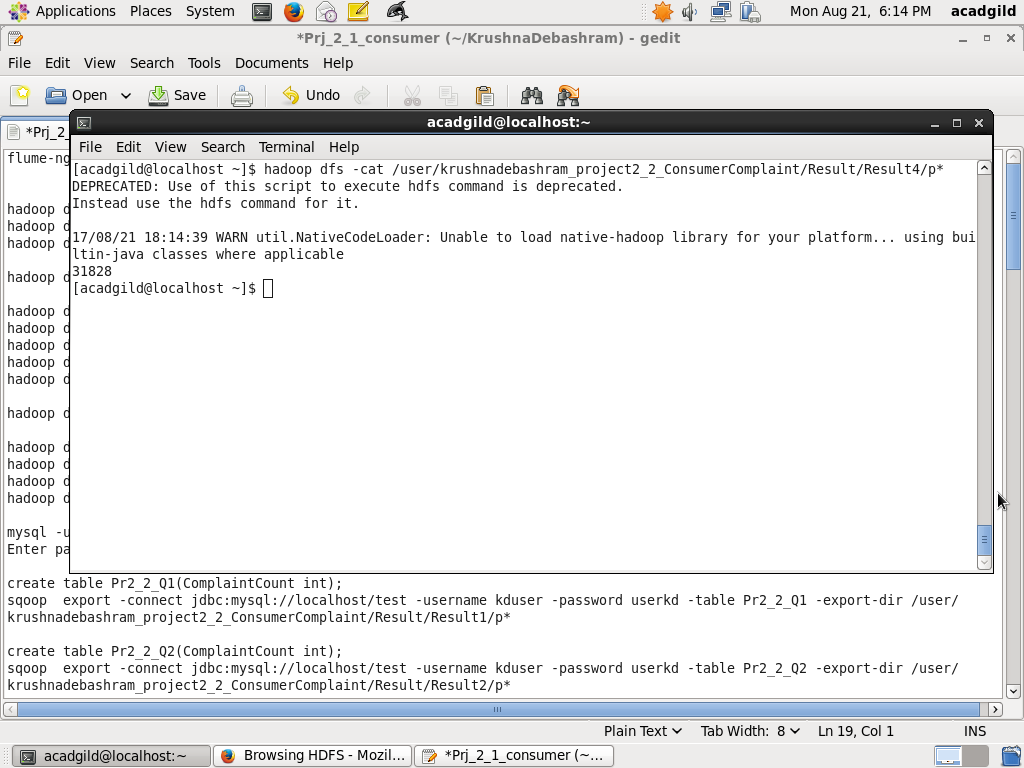 Applications Places System
Mon Aug 21, 6:14 PM acadgild
*Prj_2_1_consumer (~/KrushnaDebashram) - gedit
File Edit View Search Tools Documents Help
Open Save Undo
*Prj_2
flume-ng
acadgild@localhost:~
File Edit View Search Terminal Help
[acadgild@localhost ~]$ hadoop dfs -cat /user/krushnadebashram_project2_2_ConsumerComplaint/Result/Result4/p*
DEPRECATED: Use of this script to execute hdfs command is deprecated.
Instead use the hdfs command for it.
17/08/21 18:14:39 WARN util.NativeCodeLoader: Unable to load native-hadoop library for your platform... using bui
ltin-java classes where applicable
31828
[acadgild@localhost ~]$
hadoop d
hadoop d
hadoop d
hadoop d
hadoop d
hadoop d
hadoop d
hadoop d
hadoop d
hadoop d
hadoop d
hadoop d
hadoop d
hadoop d
mysql -u
Enter pa
create table Pr2_2_Q1(ComplaintCount int);
sqoop  export -connect jdbc:mysql://localhost/test -username kduser -password userkd -table Pr2_2_Q1 -export-dir /user/
krushnadebashram_project2_2_ConsumerComplaint/Result/Result1/p*
create table Pr2_2_Q2(ComplaintCount int);
sqoop  export -connect jdbc:mysql://localhost/test -username kduser -password userkd -table Pr2_2_Q2 -export-dir /user/
krushnadebashram_project2_2_ConsumerComplaint/Result/Result2/p*
Plain Text Tab Width: 8 Ln 19, Col 1 INS
acadgild@localhost:~ Browsing HDFS - Mozil... *Prj_2_1_consumer (~...